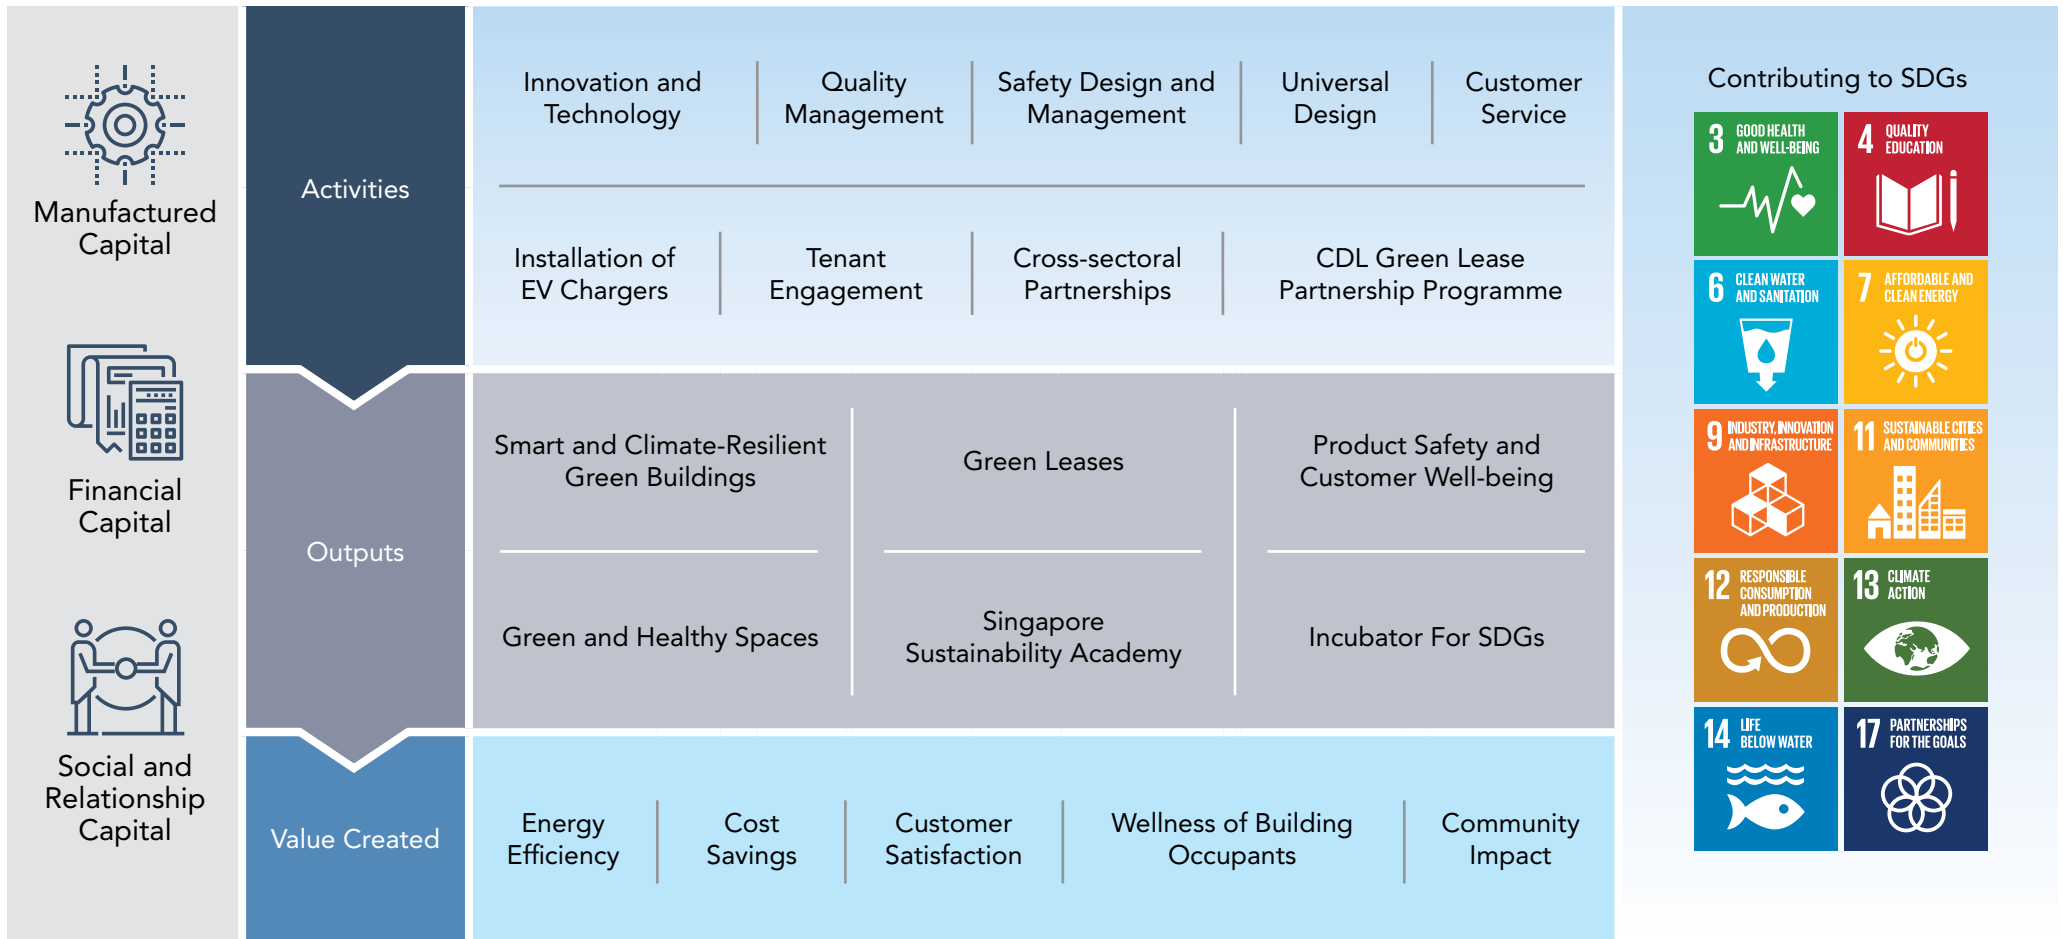 Manufactured
Capital
Financial
Capital
Social and
Relationship
Capital
Activities
Innovation and
Technology
Quality
Management
Safety Design and
Management
Universal
Design
Customer
Service
Installation of
EV Chargers
Tenant
Engagement
Cross-sectoral
Partnerships
CDL Green Lease
Partnership Programme
Outputs
Smart and Climate-Resilient
Green Buildings
Green Leases
Product Safety and
Customer Well-being
Green and Healthy Spaces
Singapore
Sustainability Academy
Incubator For SDGs
Value Created
Energy
Efficiency
Cost
Savings
Customer
Satisfaction
Wellness of Building
Occupants
Community
Impact
Contributing to SDGs
3 GOOD HEALTH
AND WELL-BEING
4 QUALITY
EDUCATION
6 CLEAN WATER
AND SANITATION
7 AFFORDABLE AND
CLEAN ENERGY
9 INDUSTRY, INNOVATION
AND INFRASTRUCTURE
11 SUSTAINABLE CITIES
AND COMMUNITIES
12 RESPONSIBLE
CONSUMPTION
AND PRODUCTION
13 CLIMATE
ACTION
14 LIFE
BELOW WATER
17 PARTNERSHIPS
FOR THE GOALS